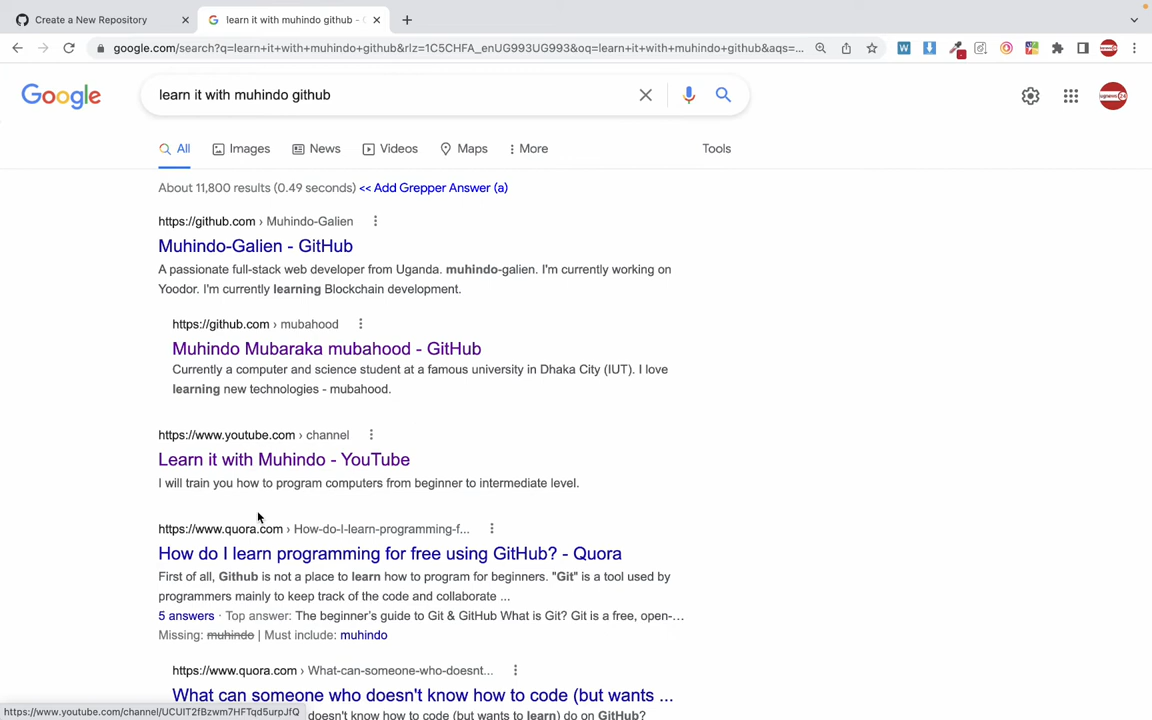 Create a New Repository
learn it with muhindo github -
google.com/search?q=learn+it+with+muhindo+github&rlz=1C5CHFA_enUG993UG993&oq=learn+it+with+muhindo+github&aqs=...
Google
learn it with muhindo github
All
Images
News
Videos
Maps
More
Tools
About 11,800 results (0.49 seconds) << Add Grepper Answer (a)
https://github.com › Muhindo-Galien
Muhindo-Galien - GitHub
A passionate full-stack web developer from Uganda. muhindo-galien. I'm currently working on
Yoodor. I'm currently learning Blockchain development.
https://github.com › mubahood
Muhindo Mubaraka mubahood - GitHub
Currently a computer and science student at a famous university in Dhaka City (IUT). I love
learning new technologies - mubahood.
https://www.youtube.com › channel
Learn it with Muhindo - YouTube
I will train you how to program computers from beginner to intermediate level.
https://www.quora.com › How-do-I-learn-programming-f...
How do I learn programming for free using GitHub? - Quora
First of all, Github is not a place to learn how to program for beginners. "Git" is a tool used by
programmers mainly to keep track of the code and collaborate ...
5 answers · Top answer: The beginner's guide to Git & GitHub What is Git? Git is a free, open-...
Missing: muhindo | Must include: muhindo
https://www.quora.com › What-can-someone-who-doesnt...
What can someone who doesn't know how to code (but wants ...
doesn't know how to code (but wants to learn) do on GitHub?
https://www.youtube.com/channel/UCUIT2fBzwm7HFTqd5urpJfQ